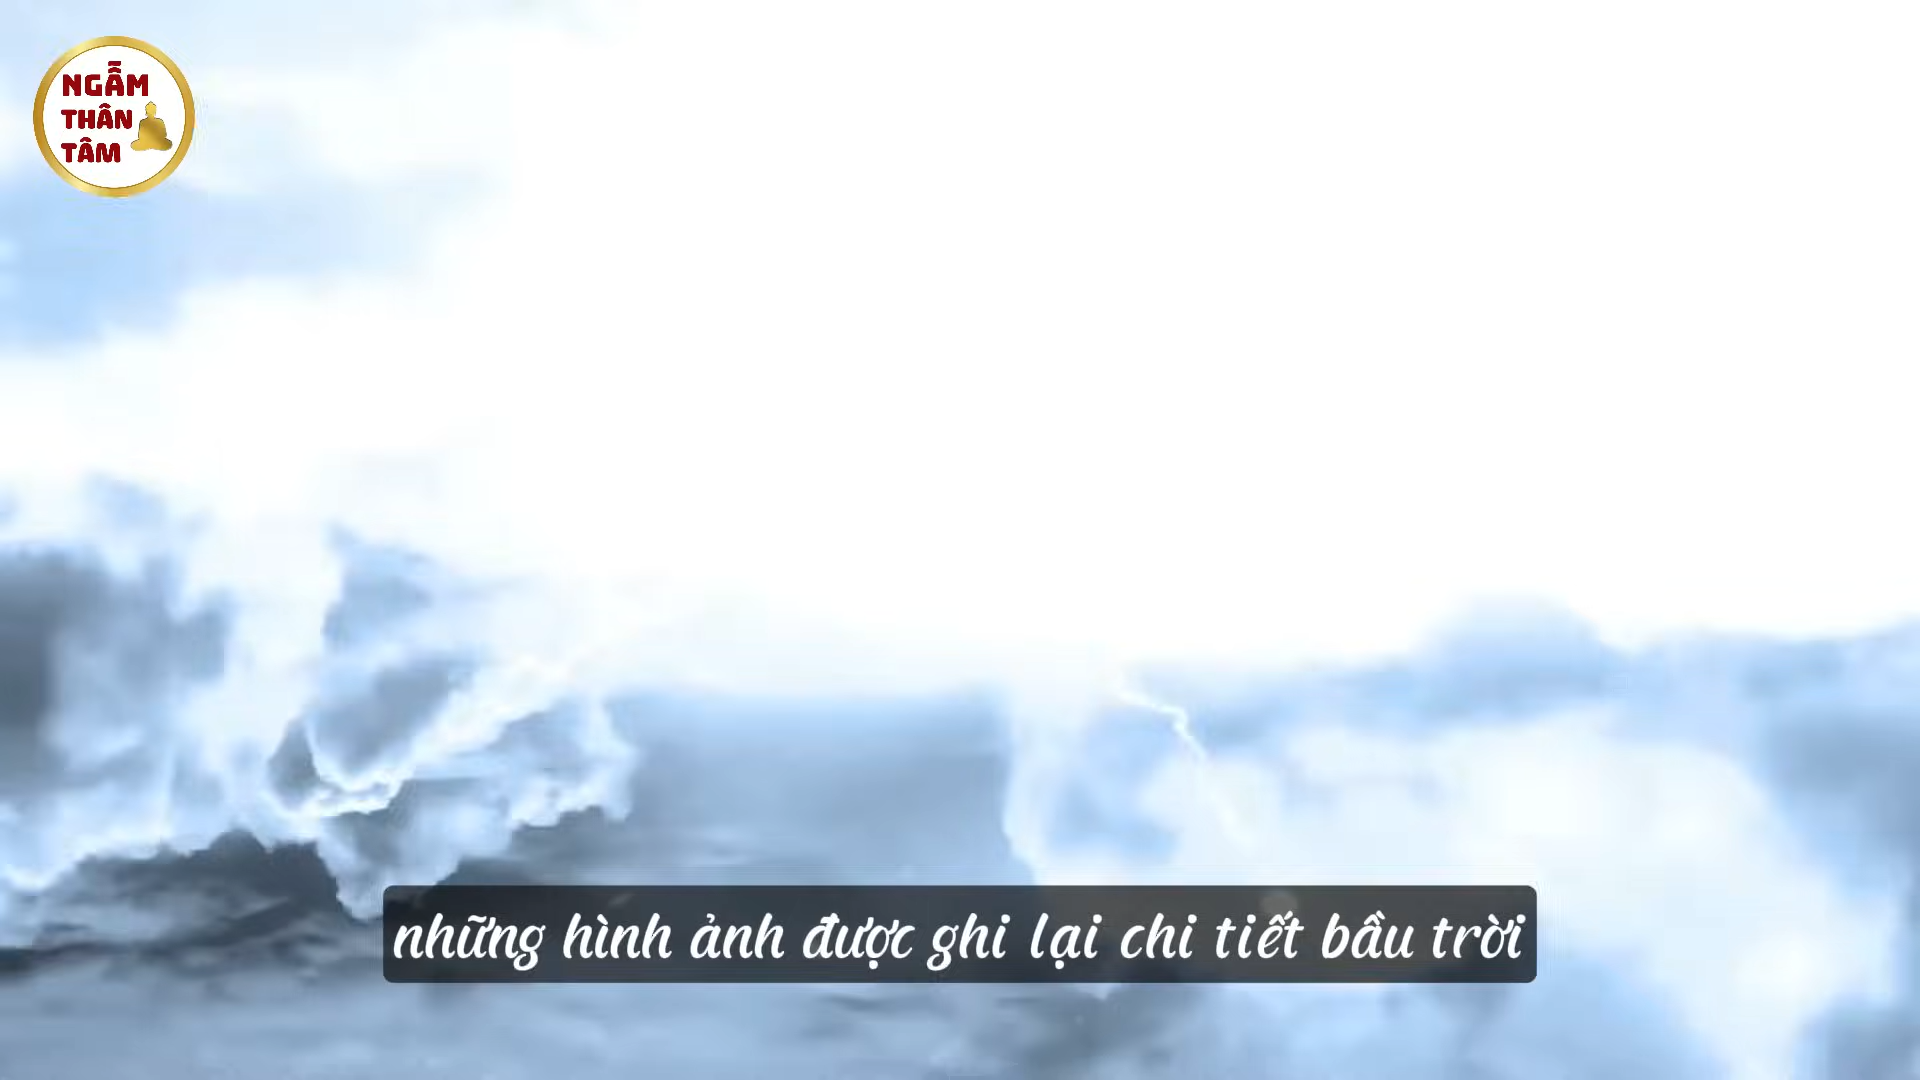 NGẪM
THÂN
TÂM
những hình ảnh được ghi lại chi tiết bầu trời